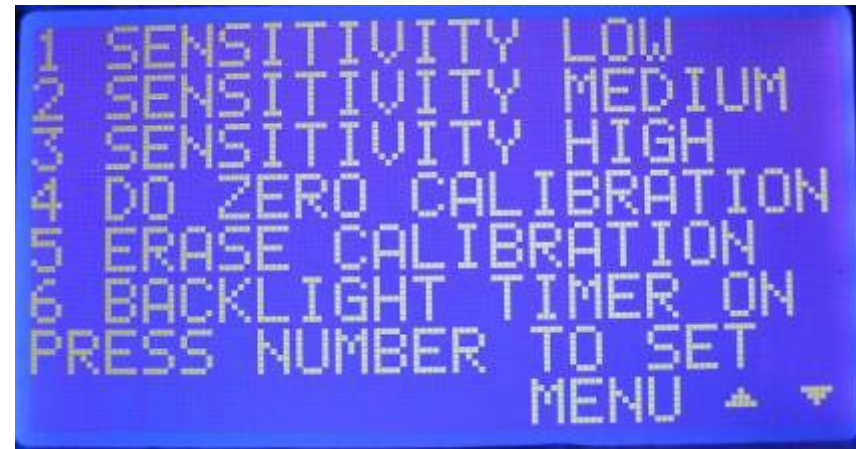 1 SENSITIVITY LOW
2 SENSITIVITY MEDIUM
3 SENSITIVITY HIGH
4 DO ZERO CALIBRATION
5 ERASE CALIBRATION
6 BACKLIGHT TIMER ON
PRESS NUMBER TO SET
MENU ▲ ▼